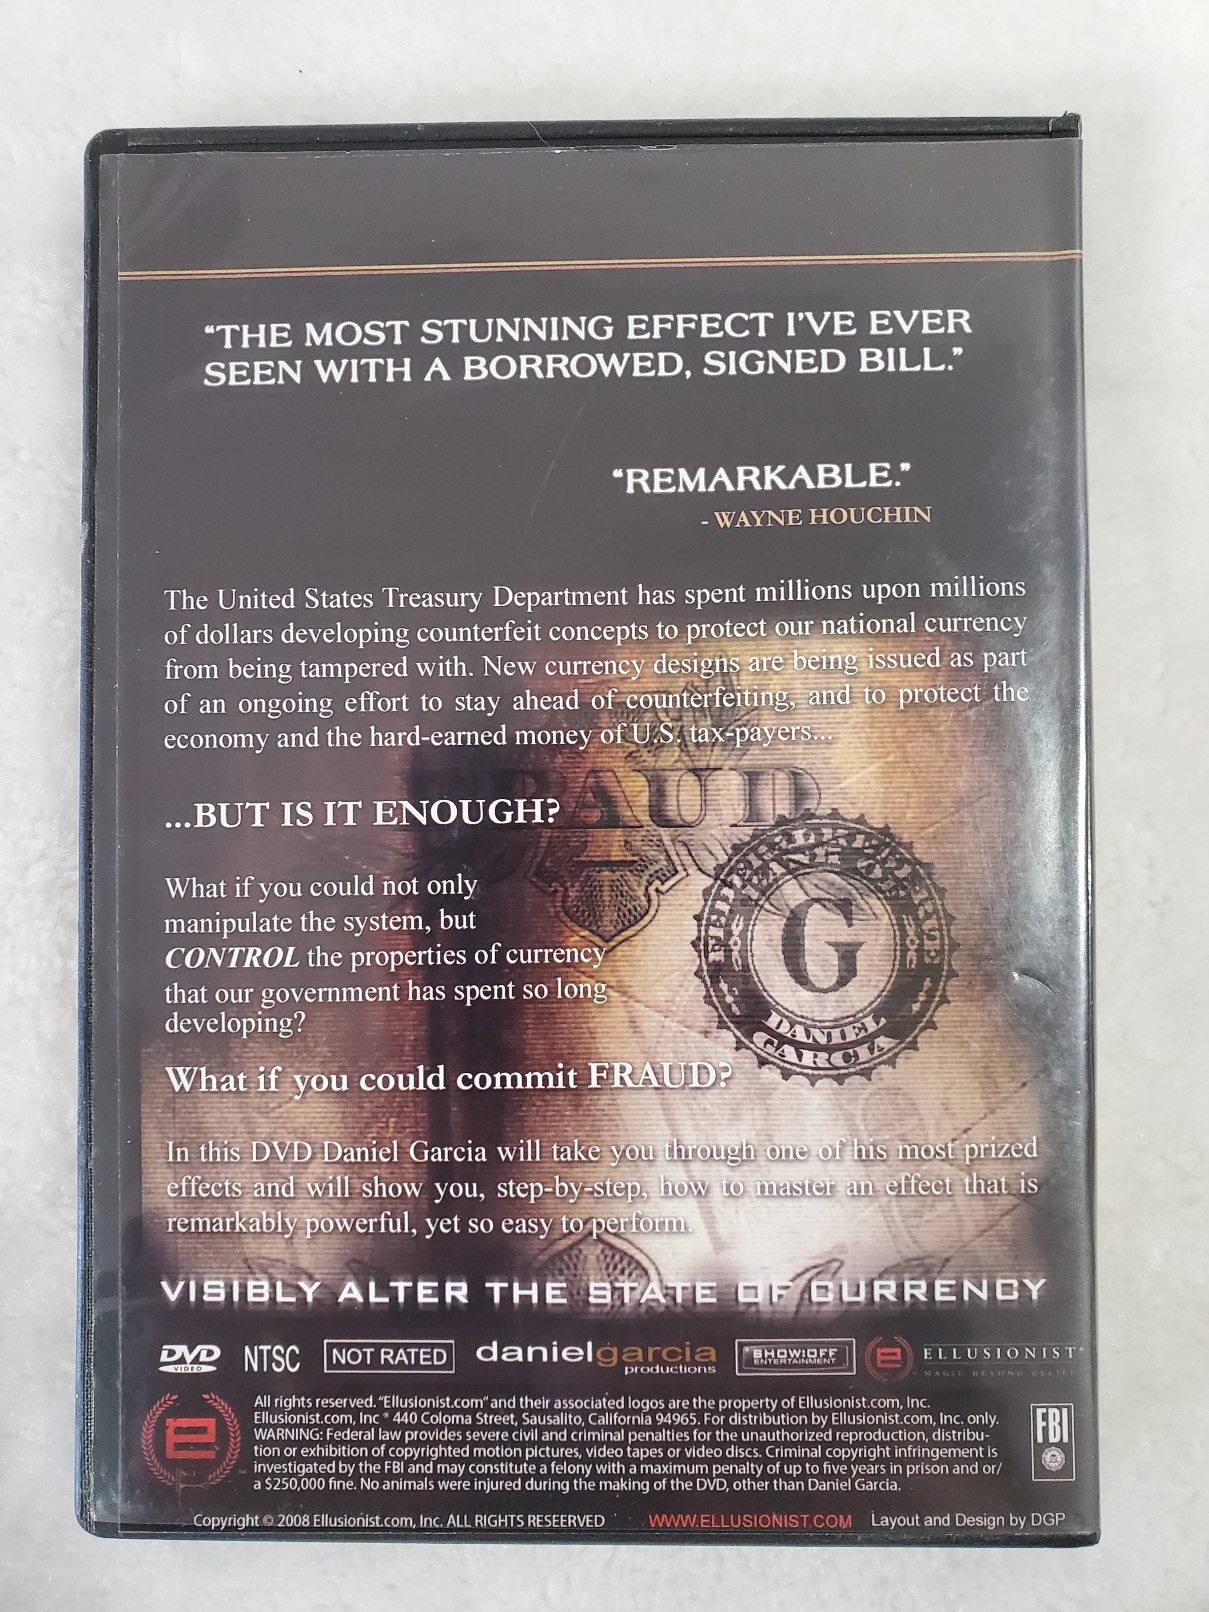 “THE MOST STUNNING EFFECT I’VE EVER
SEEN WITH A BORROWED, SIGNED BILL.”
“REMARKABLE.”
- WAYNE HOUCHIN
The United States Treasury Department has spent millions upon millions
of dollars developing counterfeit concepts to protect our national currency
from being tampered with. New currency designs are being issued as part
of an ongoing effort to stay ahead of counterfeiting, and to protect the
economy and the hard-earned money of U.S. tax-payers...
FRAUD
...BUT IS IT ENOUGH?
What if you could not only
manipulate the system, but
CONTROL the properties of currency
that our government has spent so long
developing?
G
DANIEL
GARCIA
What if you could commit FRAUD?
In this DVD Daniel Garcia will take you through one of his most prized
effects and will show you, step-by-step, how to master an effect that is
remarkably powerful, yet so easy to perform.
VISIBLY ALTER THE STATE OF CURRENCY
DVD VIDEO NTSC NOT RATED danielgarcia productions SHOW:OFF ENTERTAINMENT e ELLUSIONIST
MAGIC BEYOND BELIEF
All rights reserved. “Ellusionist.com” and their associated logos are the property of Ellusionist.com, Inc.
Ellusionist.com, Inc * 440 Coloma Street, Sausalito, California 94965. For distribution by Ellusionist.com, Inc. only.
WARNING: Federal law provides severe civil and criminal penalties for the unauthorized reproduction, distribu-
tion or exhibition of copyrighted motion pictures, video tapes or video discs. Criminal copyright infringement is
investigated by the FBI and may constitute a felony with a maximum penalty of up to five years in prison and or/
a $250,000 fine. No animals were injured during the making of the DVD, other than Daniel Garcia.
e
FBI
Copyright © 2008 Ellusionist.com, Inc. ALL RIGHTS RESEERVED WWW.ELLUSIONIST.COM Layout and Design by DGP